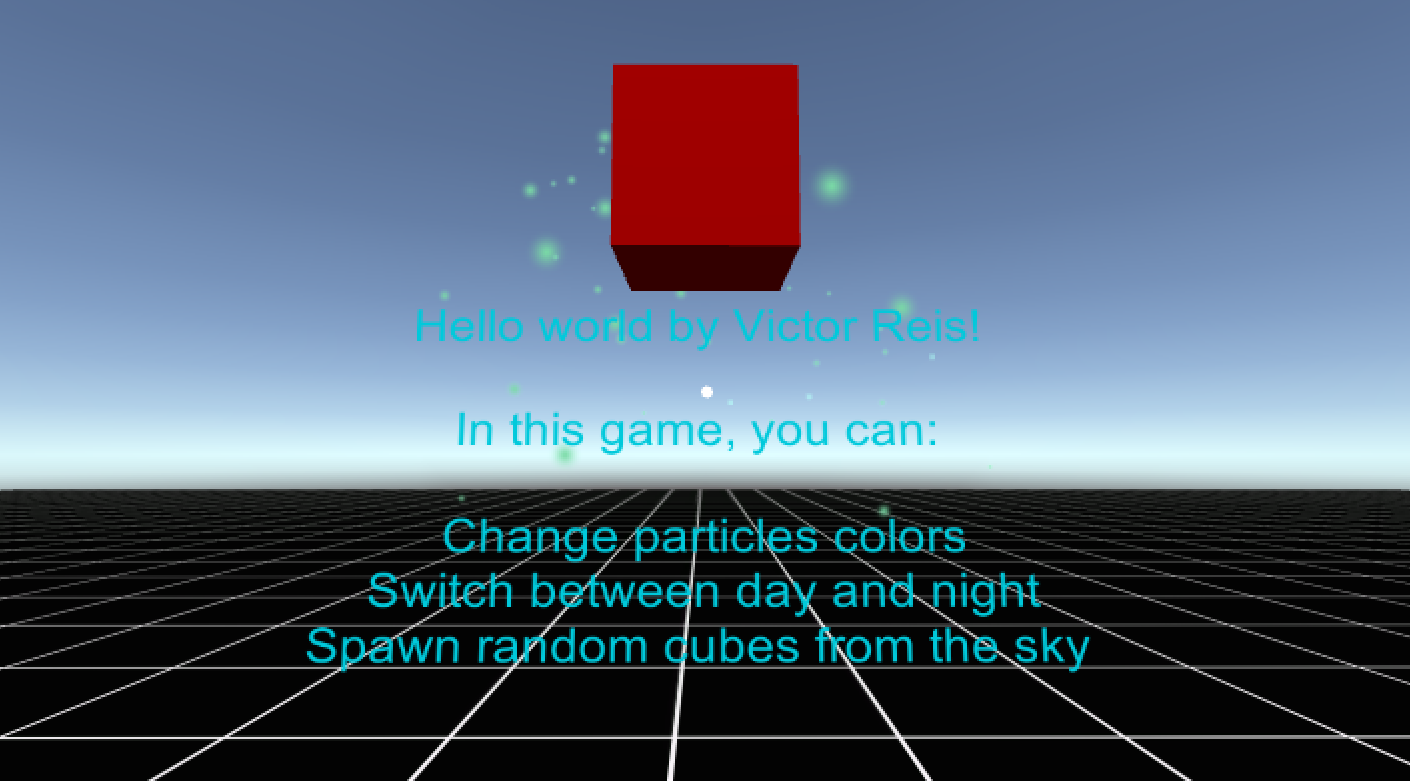 Hello world by Victor Reis!
In this game, you can:
Change particles colors
Switch between day and night
Spawn random cubes from the sky